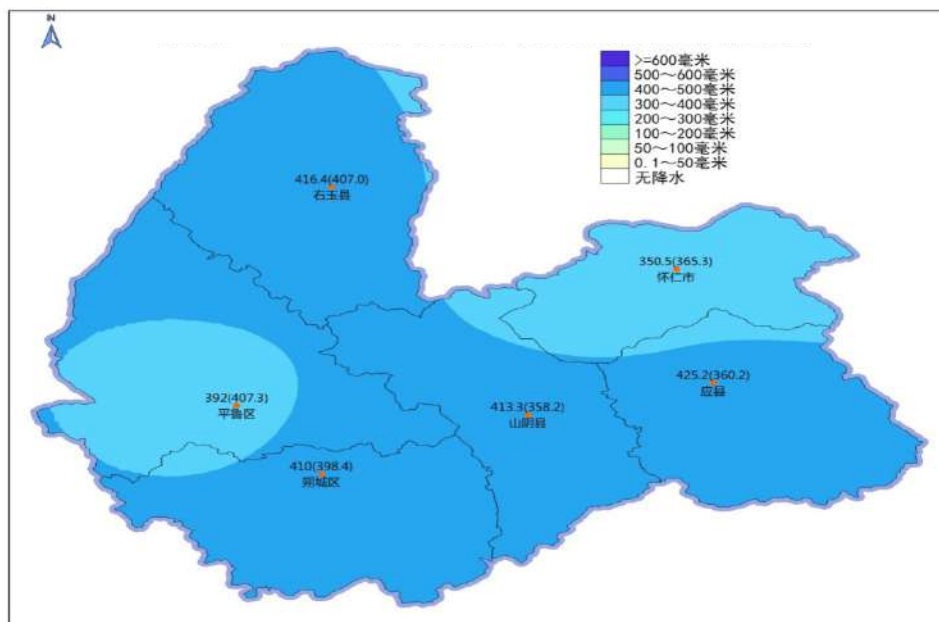 N
>=600毫米
500～600毫米
400～500毫米
300～400毫米
200～300毫米
100～200毫米
50～100毫米
0.1～50毫米
无降水
416.4(407.0)
右玉县
350.5(365.3)
怀仁市
425.2(360.2)
应县
392(407.3)
平鲁区
413.3(358.2)
山阴县
410(398.4)
朔城区